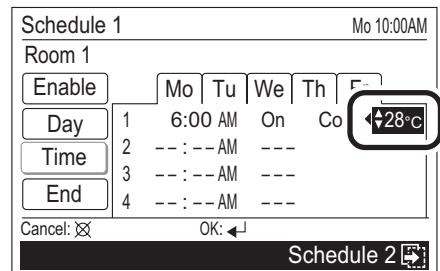 Schedule 1 Mo 10:00AM
Room 1
Enable Mo Tu We Th
Day 1 6:00 AM On Co 28°C
Time 2 --:--AM ---
3 --:--AM ---
End 4 --:--AM ---
Cancel: OK:
Schedule 2